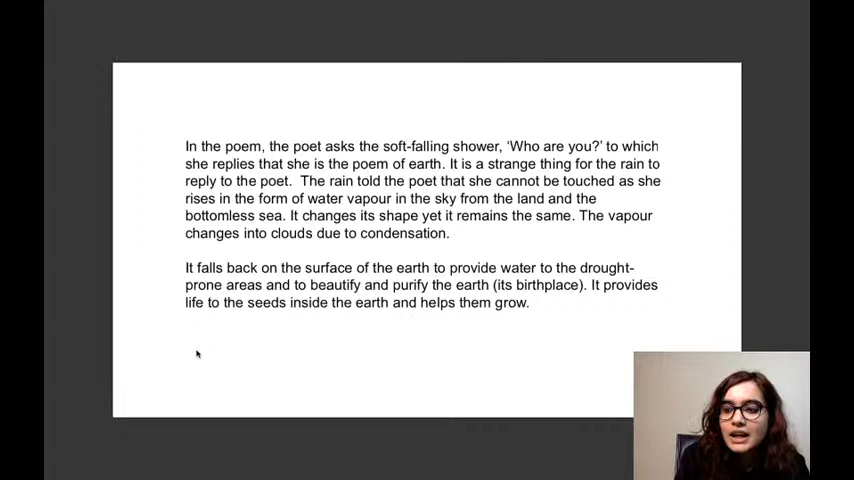 In the poem, the poet asks the soft-falling shower, ‘Who are you?’ to which
she replies that she is the poem of earth. It is a strange thing for the rain to
reply to the poet.  The rain told the poet that she cannot be touched as she
rises in the form of water vapour in the sky from the land and the
bottomless sea. It changes its shape yet it remains the same. The vapour
changes into clouds due to condensation.
It falls back on the surface of the earth to provide water to the drought-
prone areas and to beautify and purify the earth (its birthplace). It provides
life to the seeds inside the earth and helps them grow.